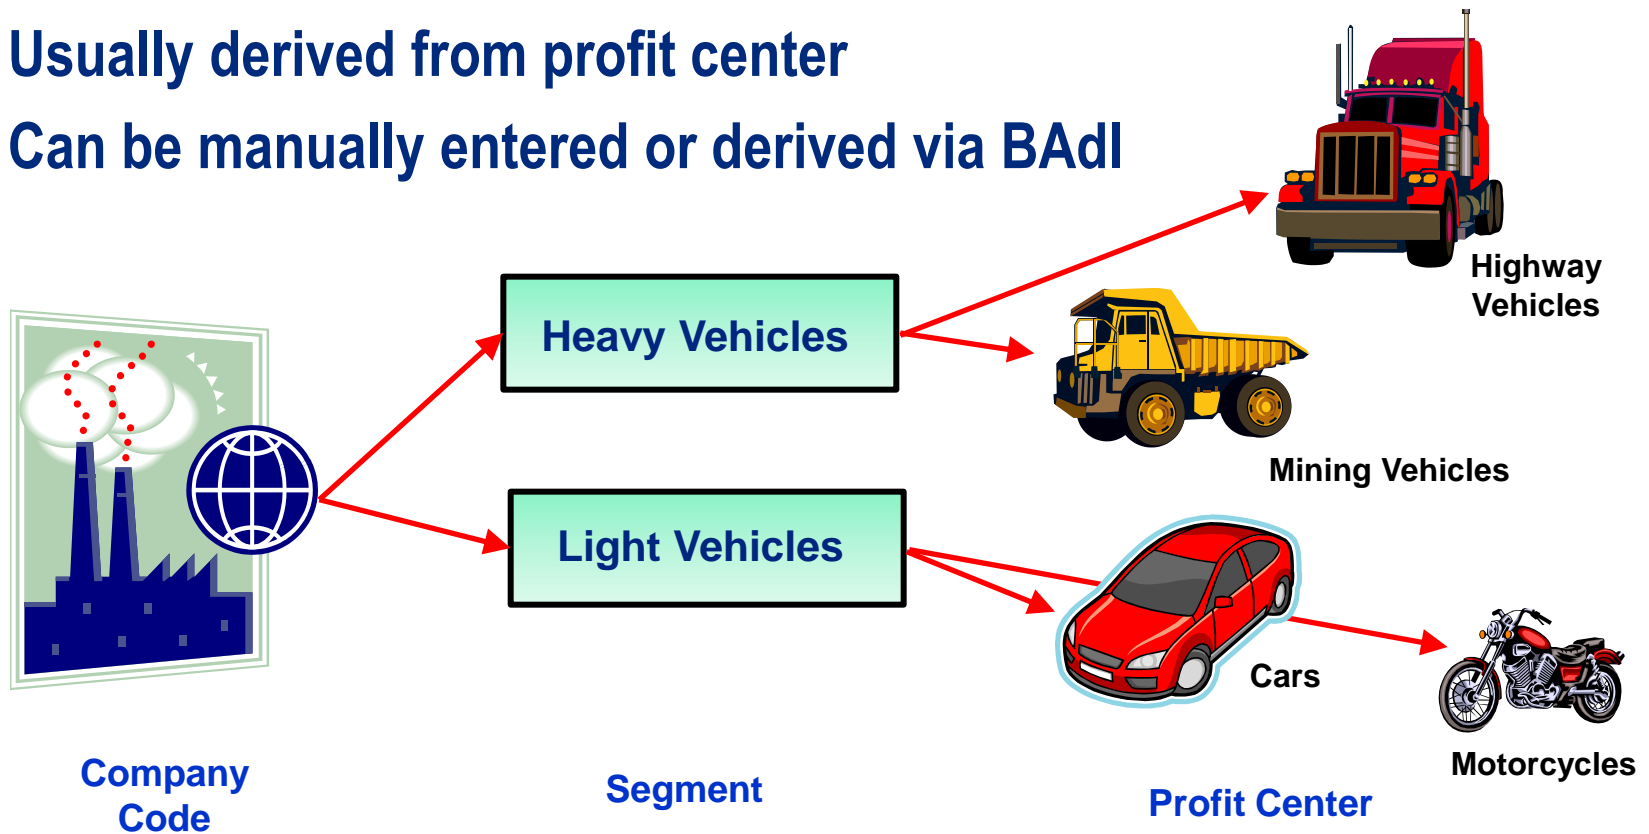 Usually derived from profit center
Can be manually entered or derived via BAdI
Highway
Vehicles
Heavy Vehicles
Mining Vehicles
Light Vehicles
Cars
Motorcycles
Company
Code
Segment
Profit Center